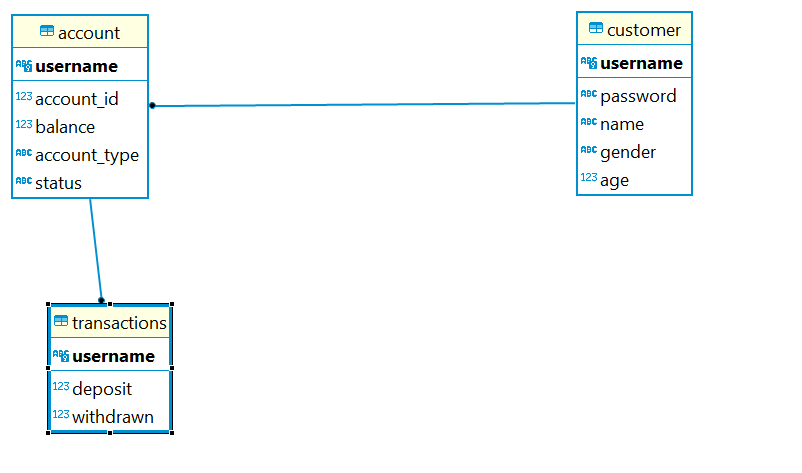 account
username
123 account_id
123 balance
ABC account_type
ABC status
customer
username
ABC password
ABC name
ABC gender
123 age
transactions
username
123 deposit
123 withdrawn